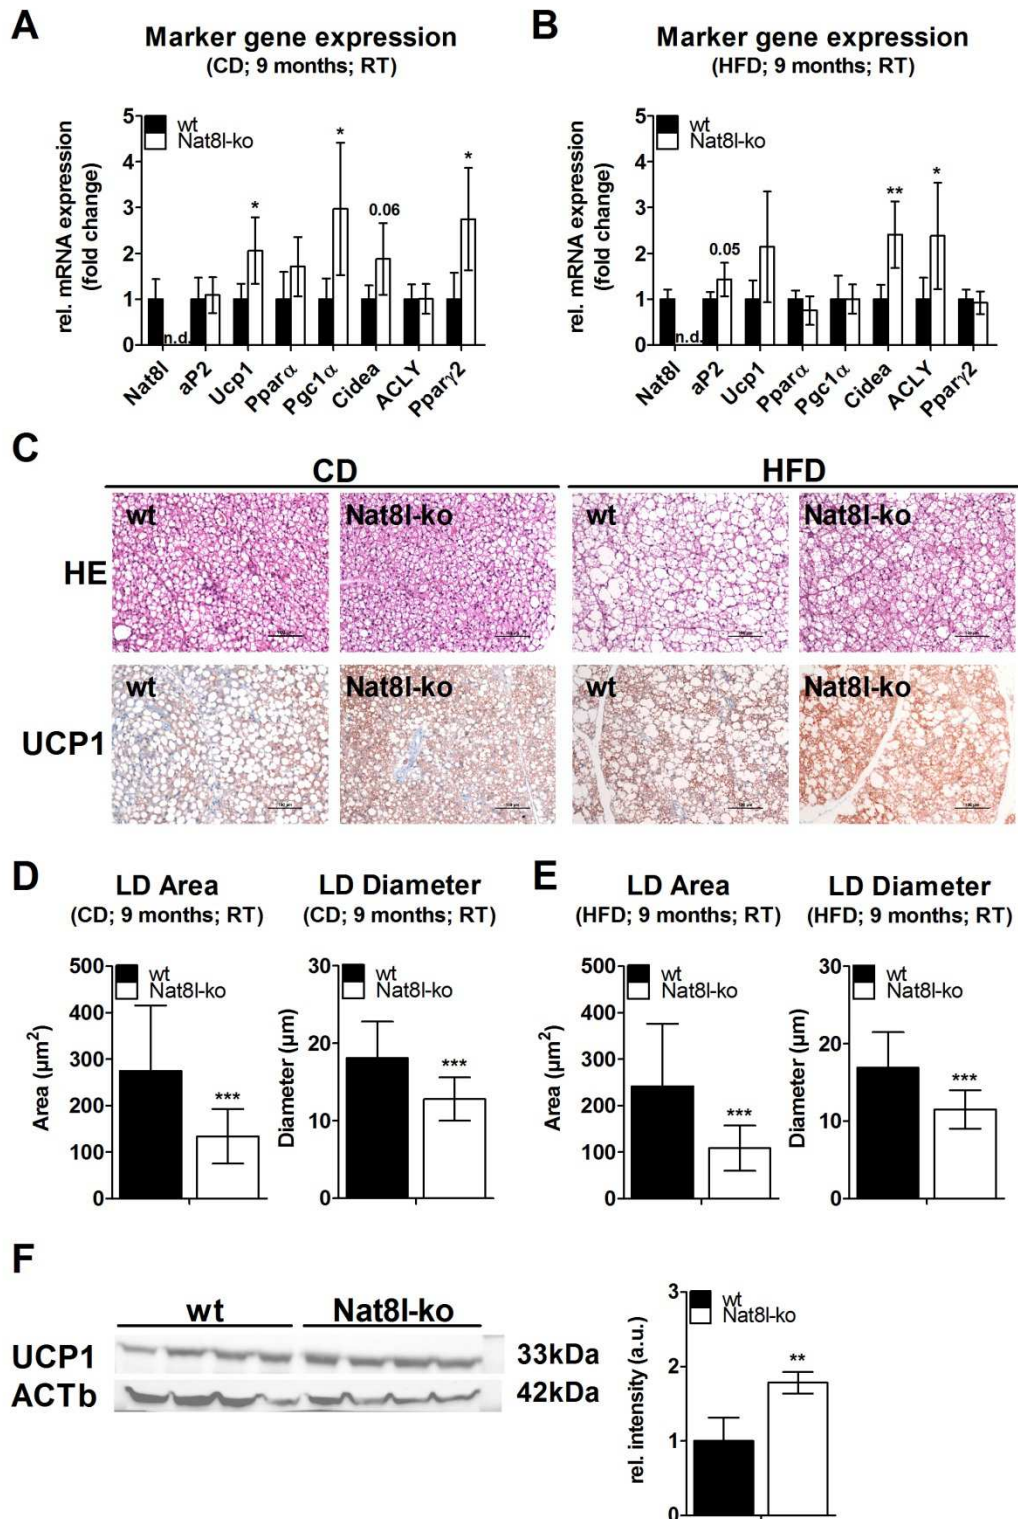 A
Marker gene expression
(CD; 9 months; RT)
rel. mRNA expression
(fold change)
5
4
3
2
1
0
wt
Nat8l-ko
n.d.
*
*
0.06
*
Nat8l
aP2
Ucp1
Pparα
Pgc1α
Cidea
ACLY
Pparγ2
B
Marker gene expression
(HFD; 9 months; RT)
rel. mRNA expression
(fold change)
5
4
3
2
1
0
wt
Nat8l-ko
n.d.
0.05
**
*
Nat8l
aP2
Ucp1
Pparα
Pgc1α
Cidea
ACLY
Pparγ2
C
CD
HFD
HE
wt
Nat8l-ko
wt
Nat8l-ko
UCP1
wt
Nat8l-ko
wt
Nat8l-ko
D
LD Area
(CD; 9 months; RT)
Area (µm²)
500
400
300
200
100
0
wt
Nat8l-ko
***
LD Diameter
(CD; 9 months; RT)
Diameter (µm)
30
20
10
0
wt
Nat8l-ko
***
E
LD Area
(HFD; 9 months; RT)
Area (µm²)
500
400
300
200
100
0
wt
Nat8l-ko
***
LD Diameter
(HFD; 9 months; RT)
Diameter (µm)
30
20
10
0
wt
Nat8l-ko
***
F
wt
Nat8l-ko
UCP1
33kDa
ACTb
42kDa
rel. intensity (a.u.)
3
2
1
0
wt
Nat8l-ko
**